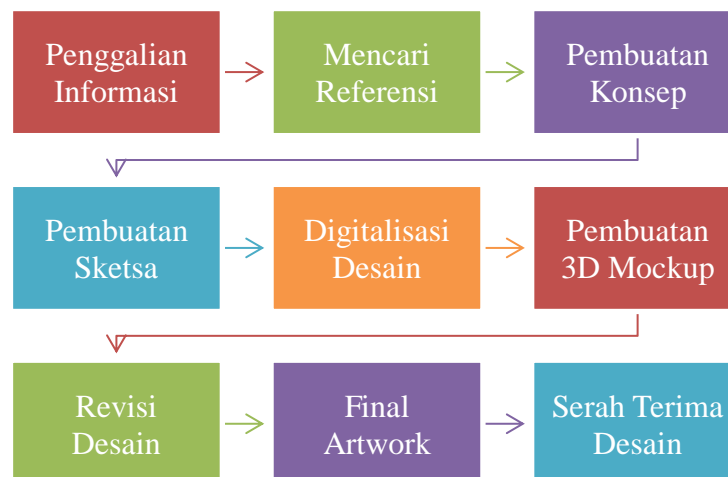 Penggalian
Informasi
Mencari
Referensi
Pembuatan
Konsep
Pembuatan
Sketsa
Digitalisasi
Desain
Pembuatan
3D Mockup
Revisi
Desain
Final
Artwork
Serah Terima
Desain